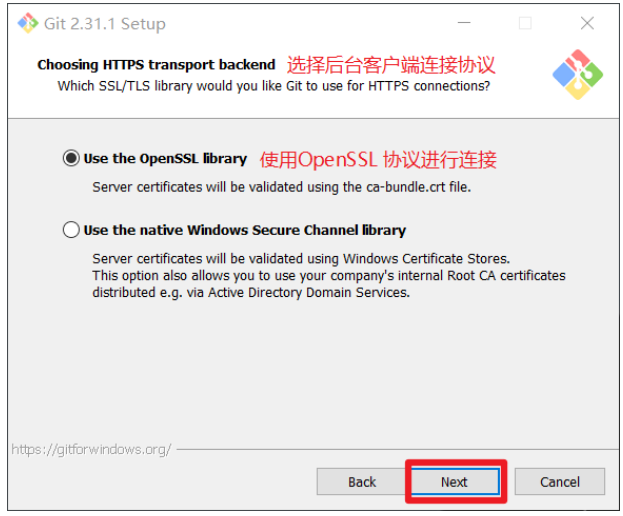 Git 2.31.1 Setup
Choosing HTTPS transport backend 选择后台客户端连接协议
Which SSL/TLS library would you like Git to use for HTTPS connections?
Use the OpenSSL library 使用OpenSSL 协议进行连接
Server certificates will be validated using the ca-bundle.crt file.
Use the native Windows Secure Channel library
Server certificates will be validated using Windows Certificate Stores.
This option also allows you to use your company's internal Root CA certificates
distributed e.g. via Active Directory Domain Services.
https://gitforwindows.org/
Back Next Cancel